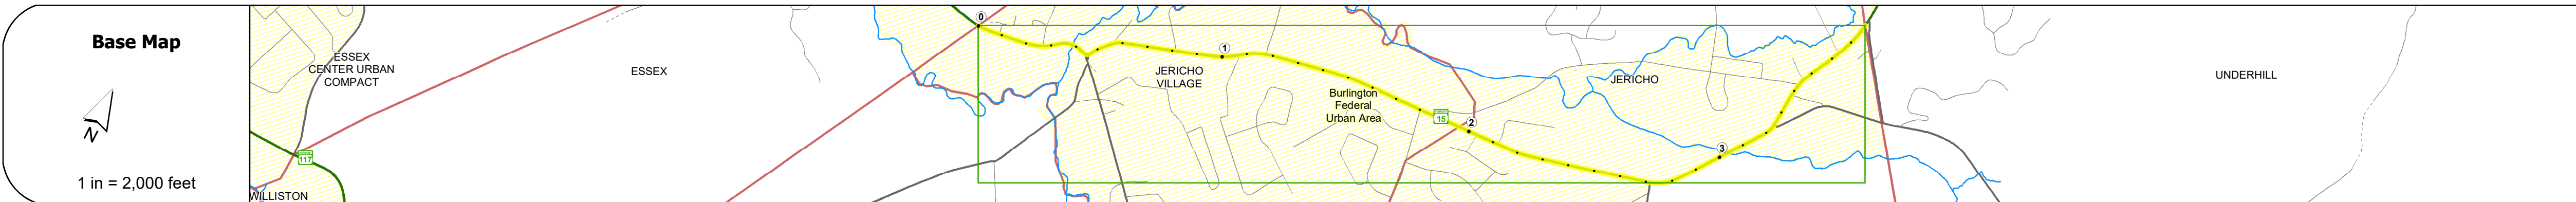 Base Map
N
1 in = 2,000 feet
ESSEX
CENTER URBAN
COMPACT
117
WILLISTON
ESSEX
0
1
JERICHO
VILLAGE
Burlington
Federal
Urban Area
15
2
JERICHO
3
UNDERHILL